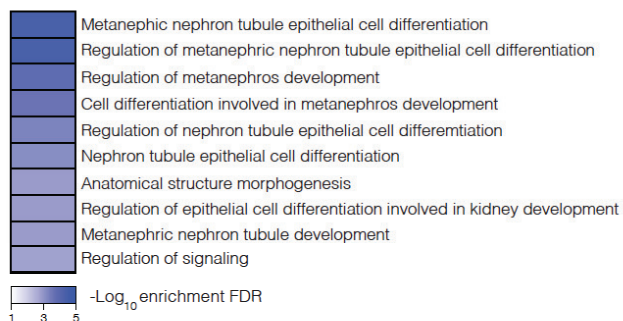 Metanephic nephron tubule epithelial cell differentiation
Regulation of metanephric nephron tubule epithelial cell differentiation
Regulation of metanephros development
Cell differentiation involved in metanephros development
Regulation of nephron tubule epithelial cell differemtiation
Nephron tubule epithelial cell differentiation
Anatomical structure morphogenesis
Regulation of epithelial cell differentiation involved in kidney development
Metanephric nephron tubule development
Regulation of signaling
-Log10 enrichment FDR
1 3 5